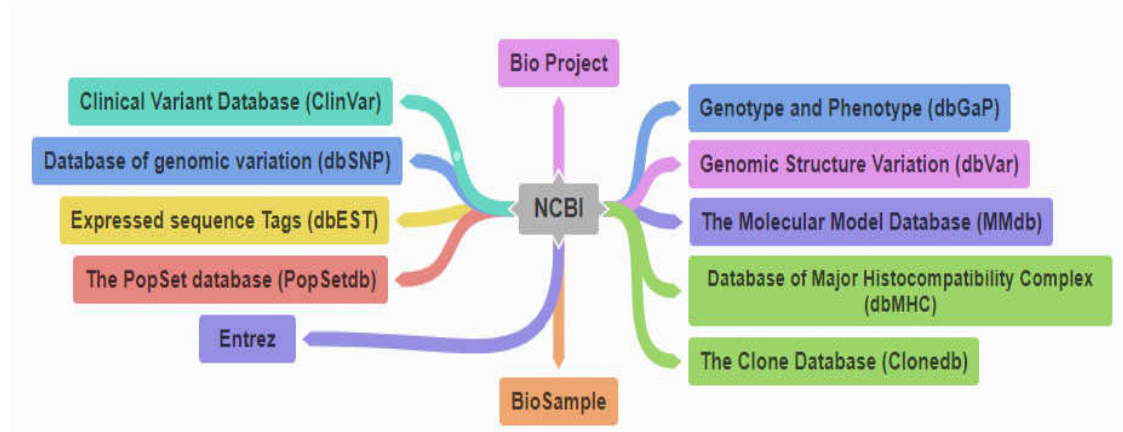 Bio Project
Clinical Variant Database (ClinVar)
Database of genomic variation (dbSNP)
Expressed sequence Tags (dbEST)
The PopSet database (PopSetdb)
Entrez
NCBI
BioSample
Genotype and Phenotype (dbGaP)
Genomic Structure Variation (dbVar)
The Molecular Model Database (MMdb)
Database of Major Histocompatibility Complex
(dbMHC)
The Clone Database (Clonedb)